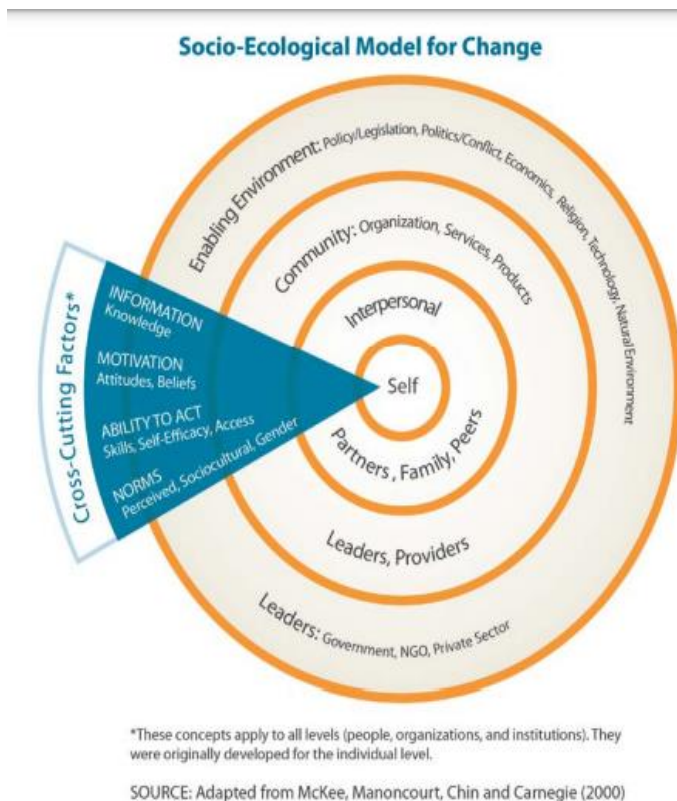 Socio-Ecological Model for Change
Enabling Environment: Policy/Legislation, Politics/Conflict, Economics, Religion, Technology, Natural Environment
Community: Organization, Services, Products
Interpersonal
Self
Partners, Family, Peers
Leaders, Providers
Leaders: Government, NGO, Private Sector
Cross-Cutting Factors*
INFORMATION
Knowledge
MOTIVATION
Attitudes, Beliefs
ABILITY TO ACT
Skills, Self-Efficacy, Access
NORMS
Perceived, Sociocultural, Gender
*These concepts apply to all levels (people, organizations, and institutions). They
were originally developed for the individual level.
SOURCE: Adapted from McKee, Manoncourt, Chin and Carnegie (2000)